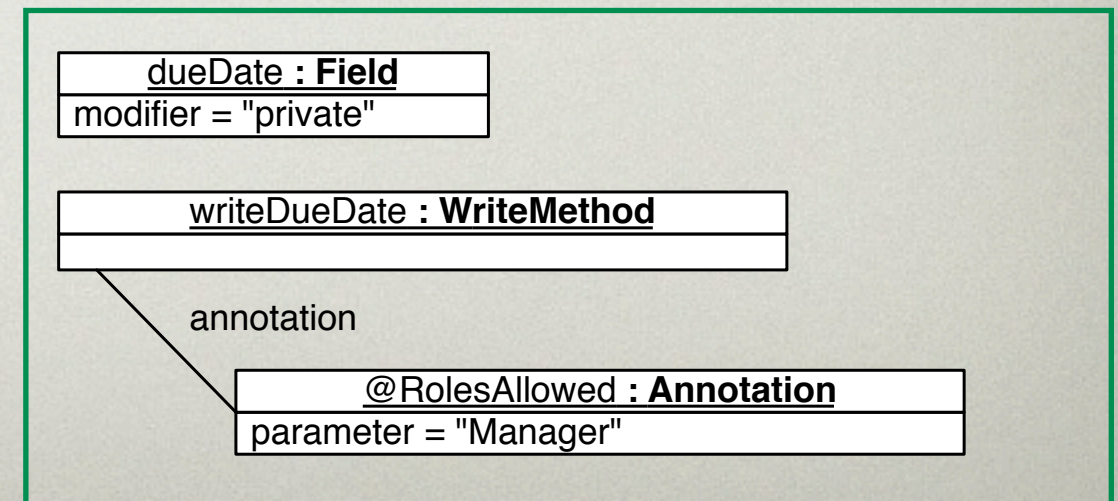 dueDate : Field
modifier = "private"
writeDueDate : WriteMethod
annotation
@RolesAllowed : Annotation
parameter = "Manager"